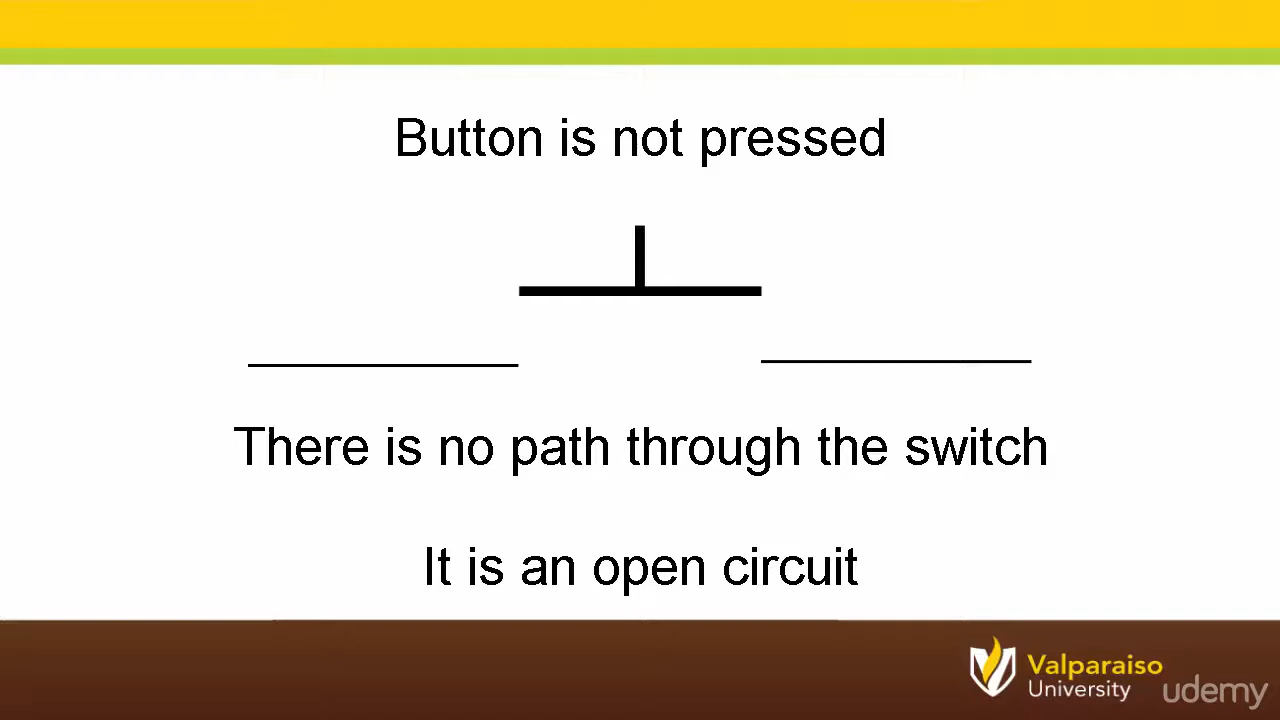 Button is not pressed
There is no path through the switch
It is an open circuit
Valparaiso
University
udemy